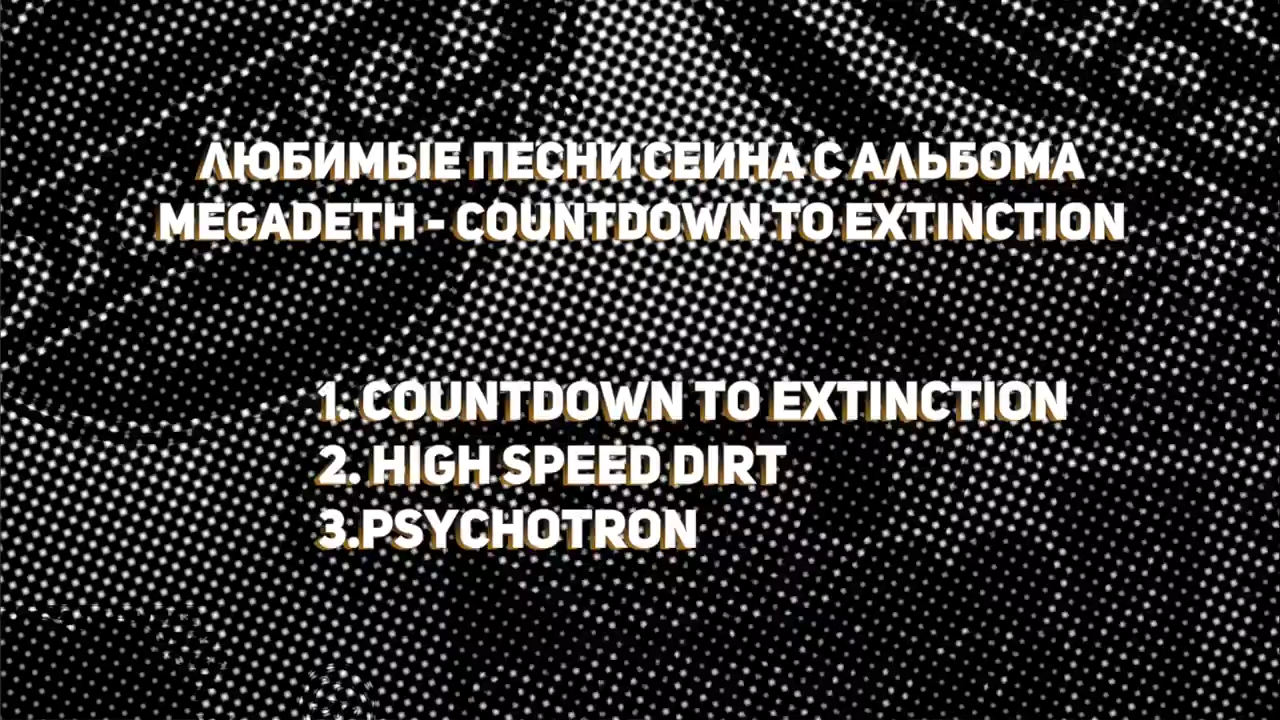 ЛЮБИМЫЕ ПЕСНИ СЕИНА С АЛЬБОМА
MEGADETH - COUNTDOWN TO EXTINCTION
1. COUNTDOWN TO EXTINCTION
2. HIGH SPEED DIRT
3.PSYCHOTRON